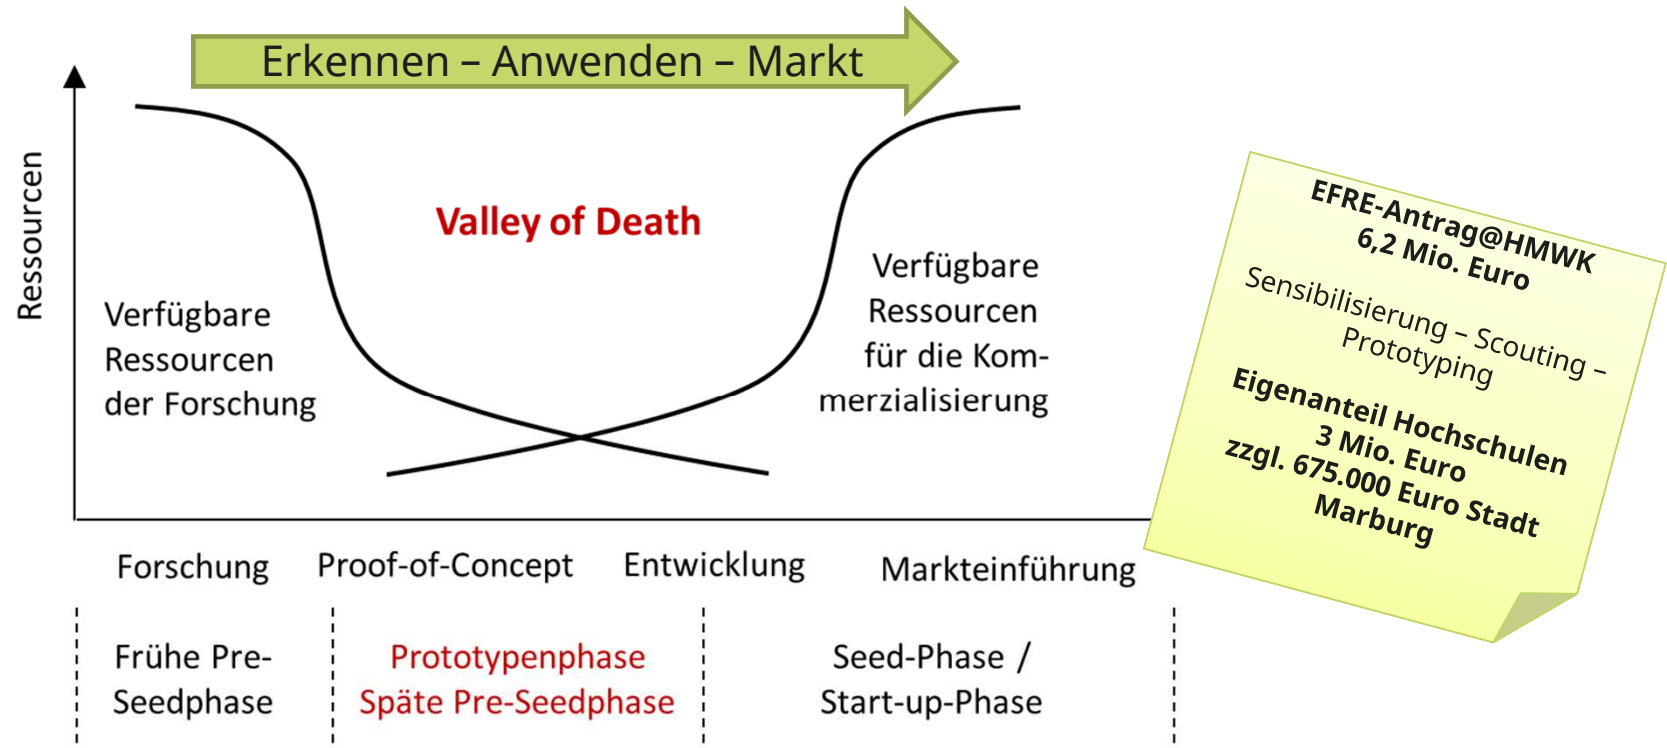 Erkennen – Anwenden – Markt
Ressourcen
Valley of Death
Verfügbare
Ressourcen
der Forschung
Verfügbare
Ressourcen
für die Kom-
merzialisierung
EFRE-Antrag@HMWK
6,2 Mio. Euro
Sensibilisierung – Scouting –
Prototyping
Eigenanteil Hochschulen
3 Mio. Euro
zzgl. 675.000 Euro Stadt
Marburg
Forschung
Proof-of-Concept
Entwicklung
Markteinführung
Frühe Pre-
Seedphase
Prototypenphase
Späte Pre-Seedphase
Seed-Phase /
Start-up-Phase